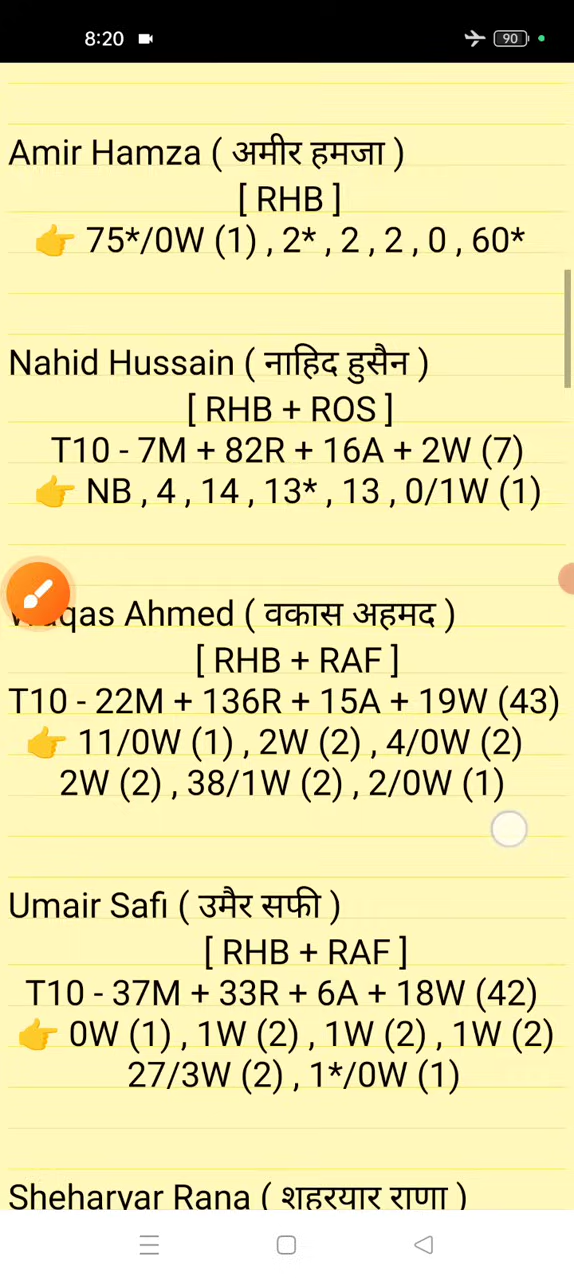 8:20
90
Amir Hamza ( अमीर हमजा )
[ RHB ]
👉 75*/0W (1) , 2* , 2 , 2 , 0 , 60*
Nahid Hussain ( नाहिद हुसैन )
[ RHB + ROS ]
T10 - 7M + 82R + 16A + 2W (7)
👉 NB , 4 , 14 , 13* , 13 , 0/1W (1)
Ahmed ( वकास अहमद )
[ RHB + RAF ]
T10 - 22M + 136R + 15A + 19W (43)
👉 11/0W (1) , 2W (2) , 4/0W (2)
2W (2) , 38/1W (2) , 2/0W (1)
Umair Safi ( उमैर सफी )
[ RHB + RAF ]
T10 - 37M + 33R + 6A + 18W (42)
👉 0W (1) , 1W (2) , 1W (2) , 1W (2)
27/3W (2) , 1*/0W (1)
Sheharyar Rana ( शहरयार राणा )